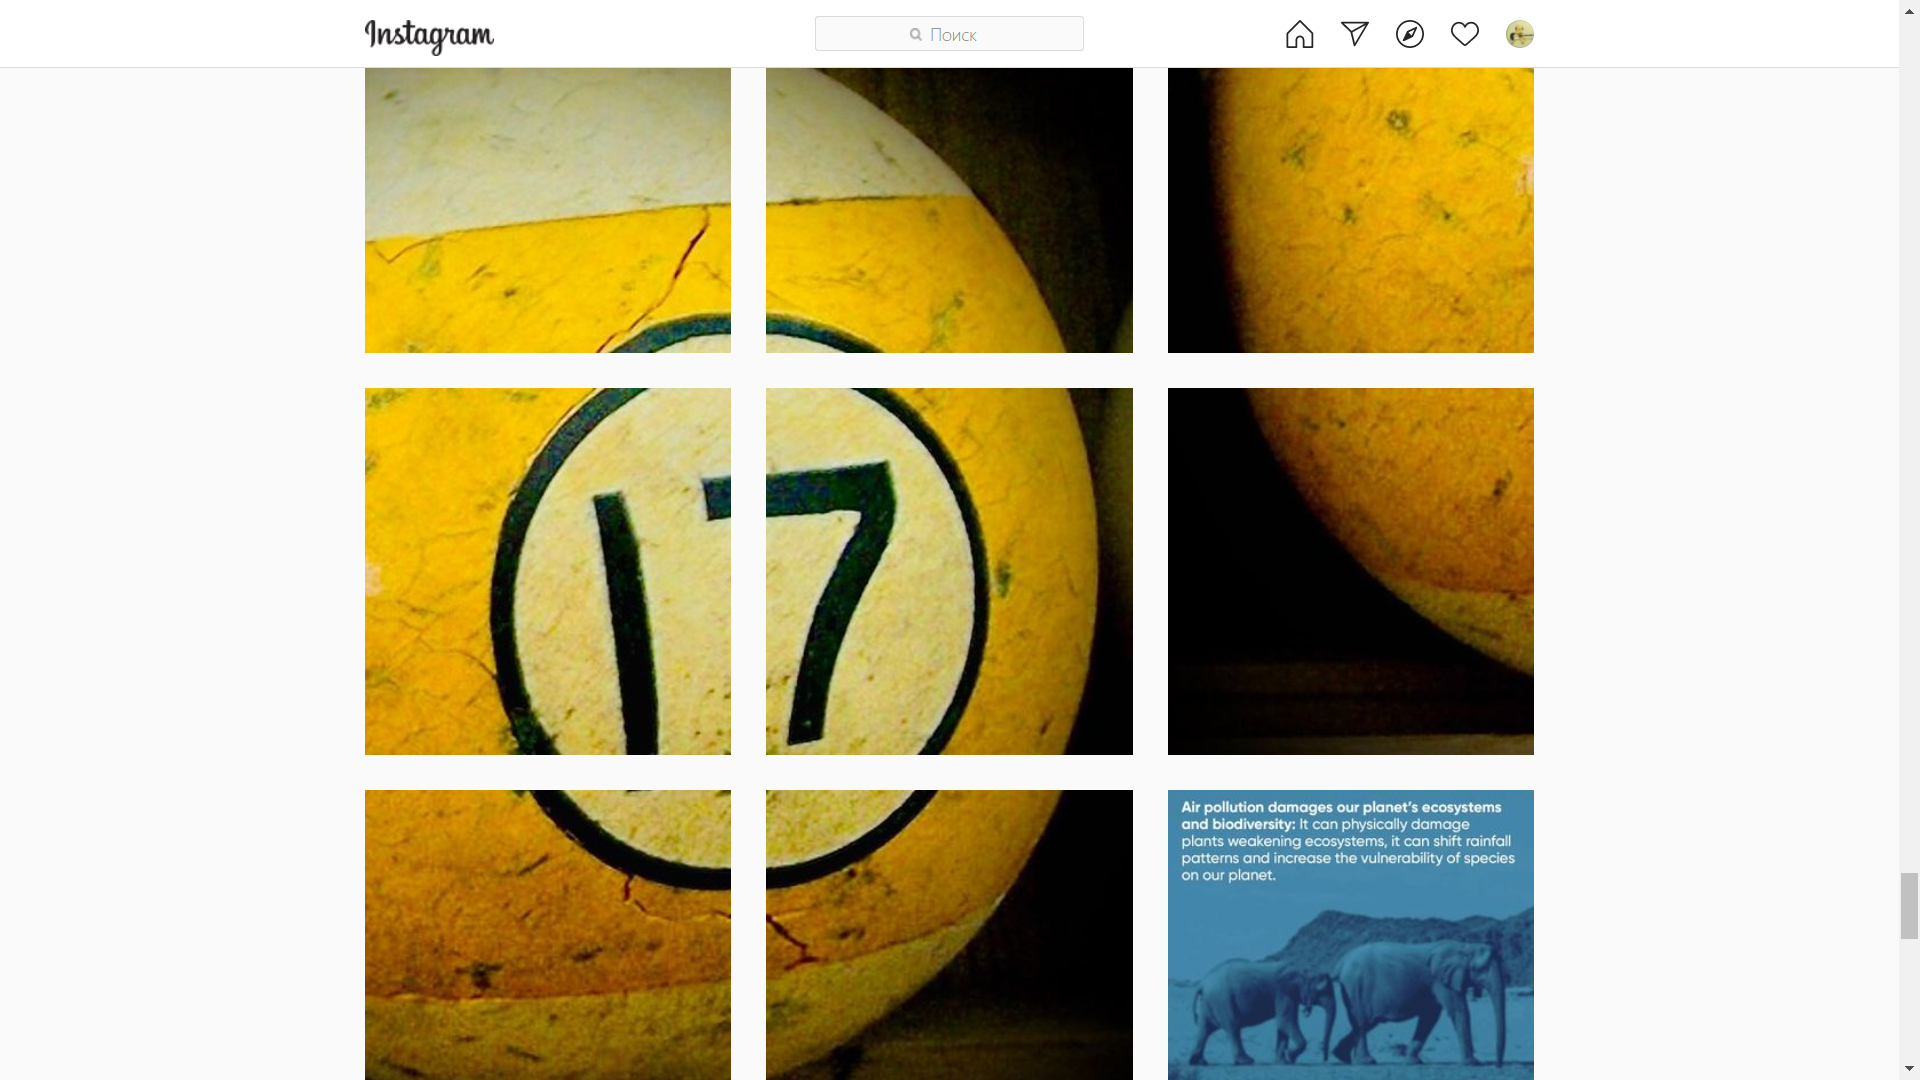 Instagram
Поиск
17
Air pollution damages our planet's ecosystems
and biodiversity: It can physically damage
plants weakening ecosystems, it can shift rainfall
patterns and increase the vulnerability of species
on our planet.